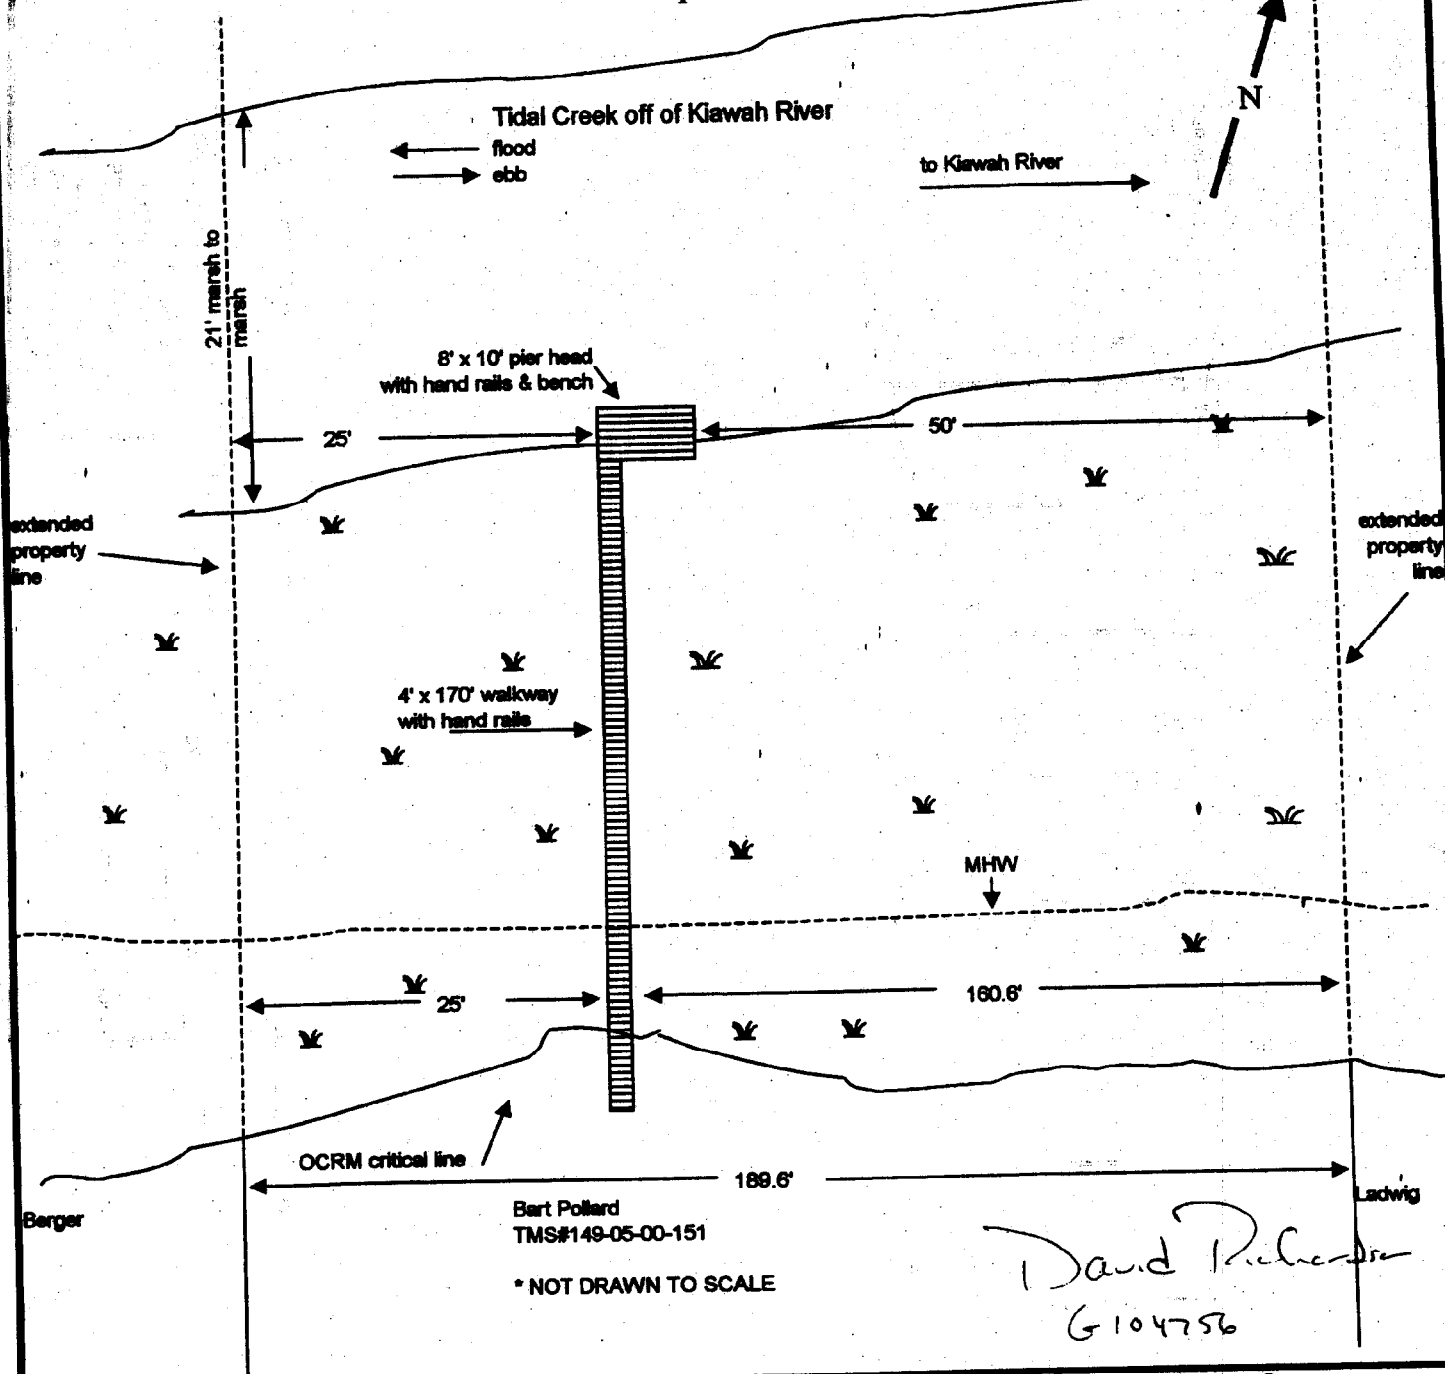 Tidal Creek off of Kiawah River
flood
ebb
to Kiawah River
N
21' marsh to
marsh
8' x 10' pier head
with hand rails & bench
25'
50'
extended
property
line
extended
property
line
4' x 170' walkway
with hand rails
MHW
25'
160.6'
OCRM critical line
189.6'
Berger
Ladwig
Bart Pollard
TMS#149-05-00-151
* NOT DRAWN TO SCALE
David Richardson
G104756